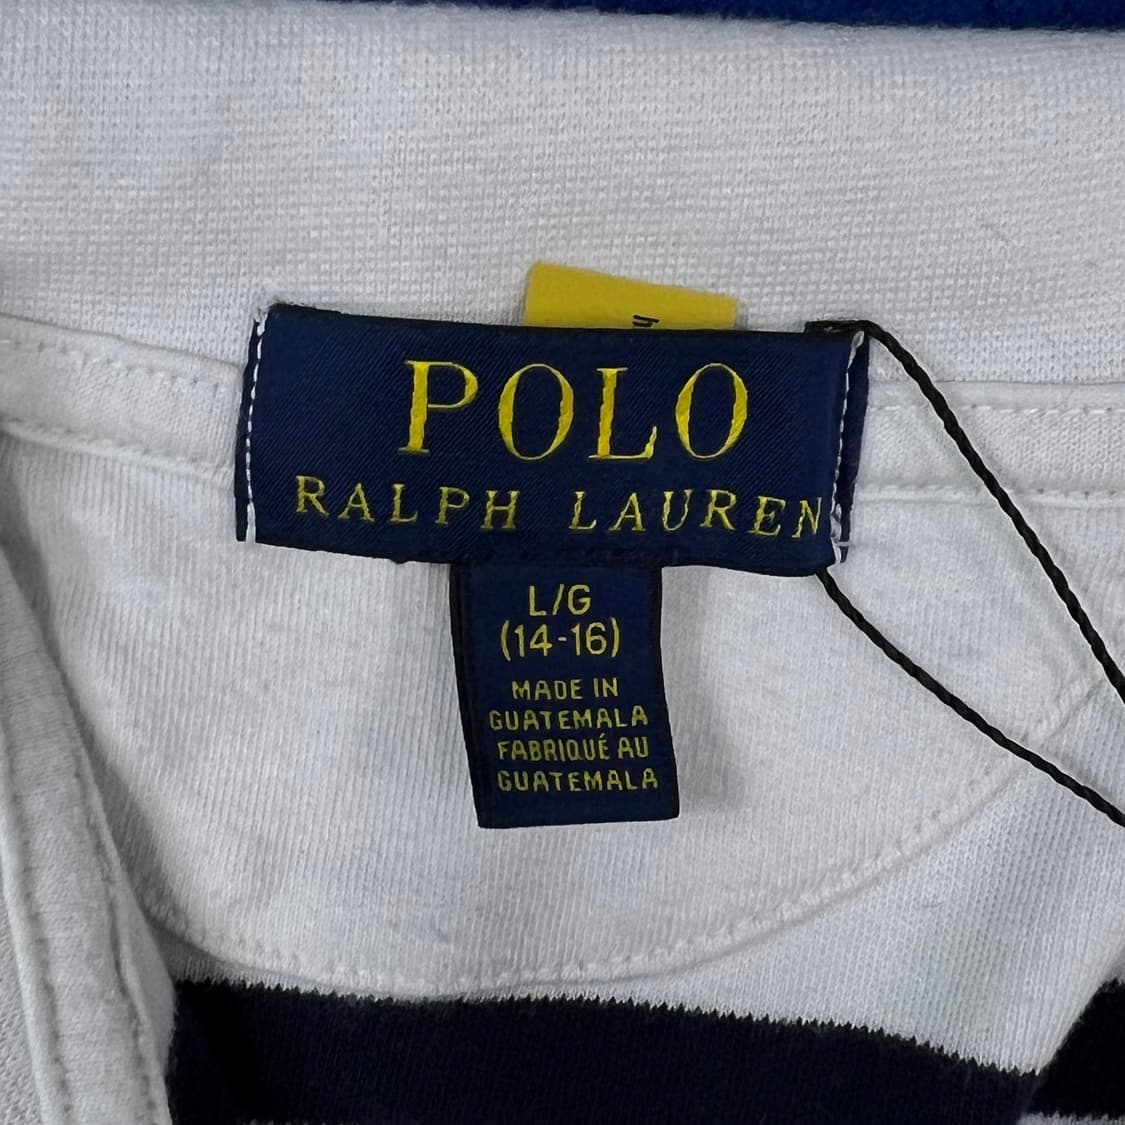 POLO
RALPH LAUREN
L/G
(14-16)
MADE IN
GUATEMALA
FABRIQUÉ AU
GUATEMALA